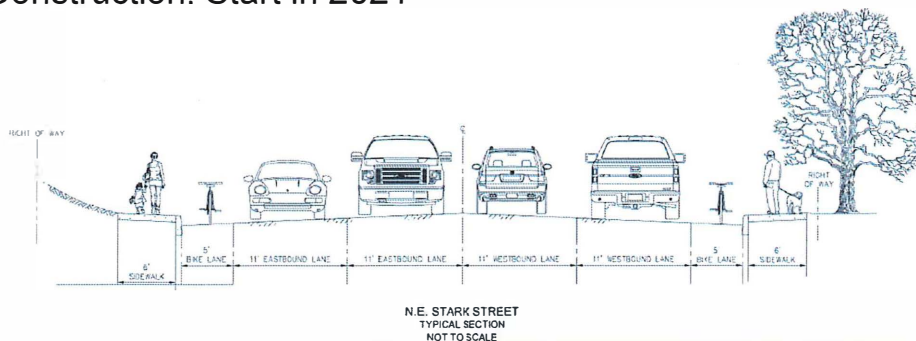 RIGHT OF WAY
RIGHT
OF WAY
6'
SIDEWALK
5'
BIKE LANE
11' EASTBOUND LANE
11' EASTBOUND LANE
11' WESTBOUND LANE
11' WESTBOUND LANE
5
BIKE LANE
6'
SIDEWALK
N.E. STARK STREET
TYPICAL SECTION
NOT TO SCALE